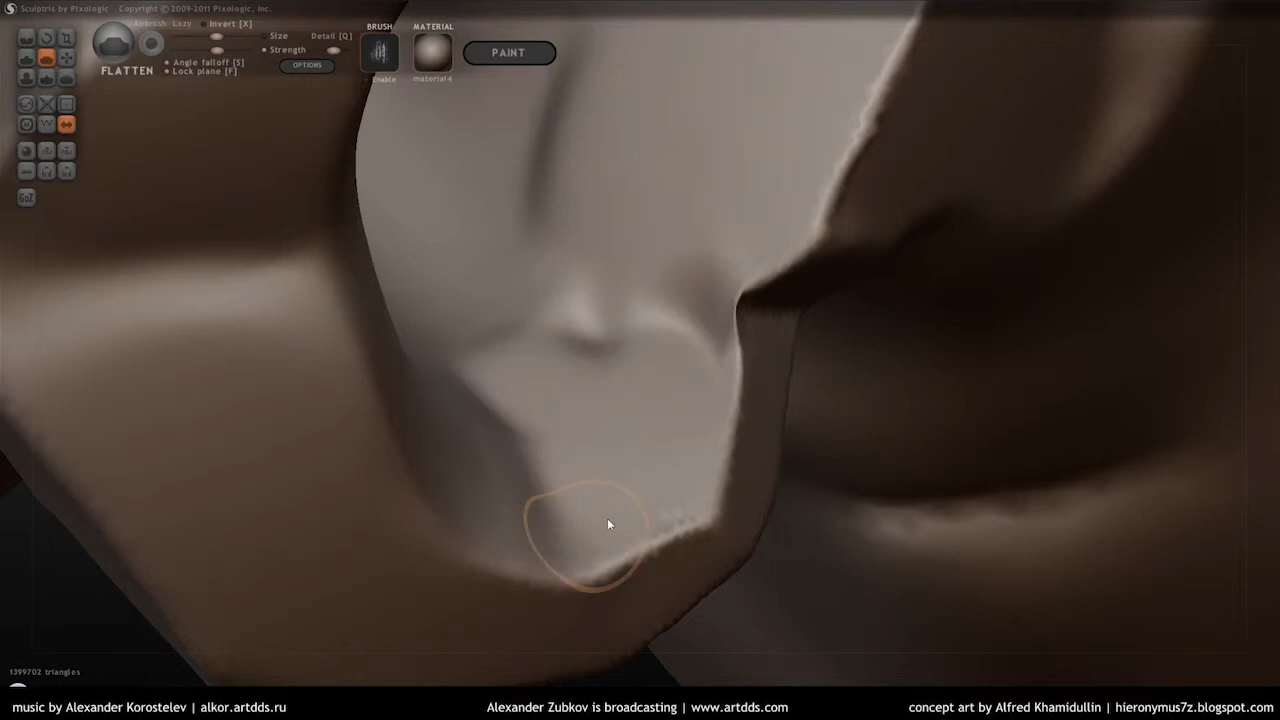 Sculptris by Pixologic   Copyright © 2009-2011 Pixologic, Inc.
Airbrush Lazy Invert [X]
Size Detail [Q]
Strength
FLATTEN
Angle falloff [S]
Lock plane [F]
OPTIONS
BRUSH
Enable
MATERIAL
material4
PAINT
GoZ
1399702 triangles
music by Alexander Korostelev | alkor.artdds.ru
Alexander Zubkov is broadcasting | www.artdds.com
concept art by Alfred Khamidullin | hieronymus7z.blogspot.com